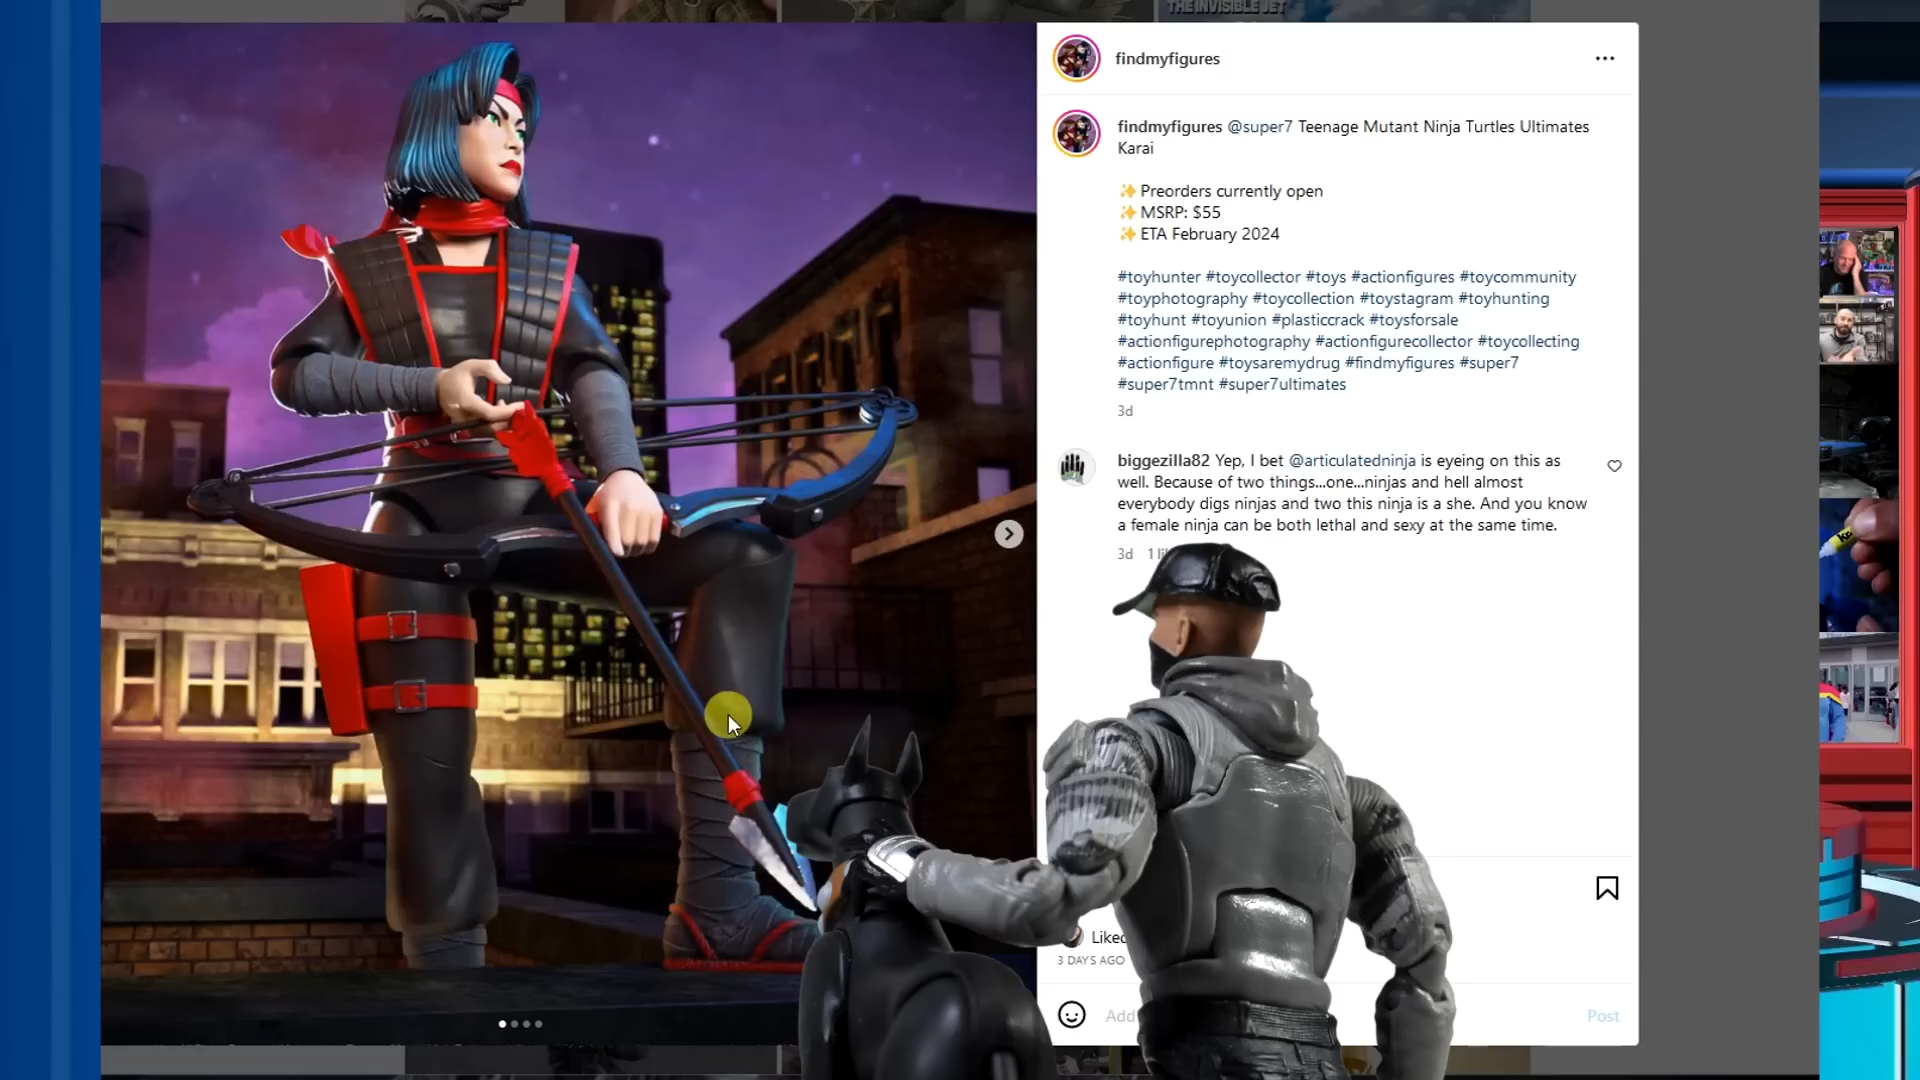 THE INVISIBLE JET
findmyfigures
findmyfigures @super7 Teenage Mutant Ninja Turtles Ultimates
Karai
✨ Preorders currently open
✨ MSRP: $55
✨ ETA February 2024
#toyhunter #toycollector #toys #actionfigures #toycommunity
#toyphotography #toycollection #toystagram #toyhunting
#toyhunt #toyunion #plasticcrack #toysforsale
#actionfigurephotography #actionfigurecollector #toycollecting
#actionfigure #toysaremydrug #findmyfigures #super7
#super7tmnt #super7ultimates
3d
biggezilla82 Yep, I bet @articulatedninja is eyeing on this as
well. Because of two things...one...ninjas and hell almost
everybody digs ninjas and two this ninja is a she. And you know
a female ninja can be both lethal and sexy at the same time.
3d 1 li
Liked
3 DAYS AGO
Add
Post